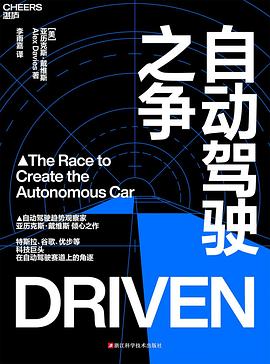 CHEERS
湛庐
[美]
亚历克斯·戴维斯 著
Alex Davies
李雨嘉 译
自动驾驶
之争
▲The Race to
Create the
Autonomous Car
▲自动驾驶趋势观察家
亚历克斯·戴维斯 倾心之作
特斯拉、谷歌、优步等
科技巨头
在自动驾驶赛道上的角逐
DRIVEN
浙江科学技术出版社